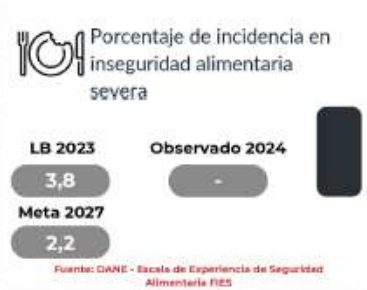 Porcentaje de incidencia en
inseguridad alimentaria
severa
LB 2023
Observado 2024
3,8
-
Meta 2027
2,2
Fuente: DANE - Escala de Experiencia de Seguridad
Alimentaria FIES